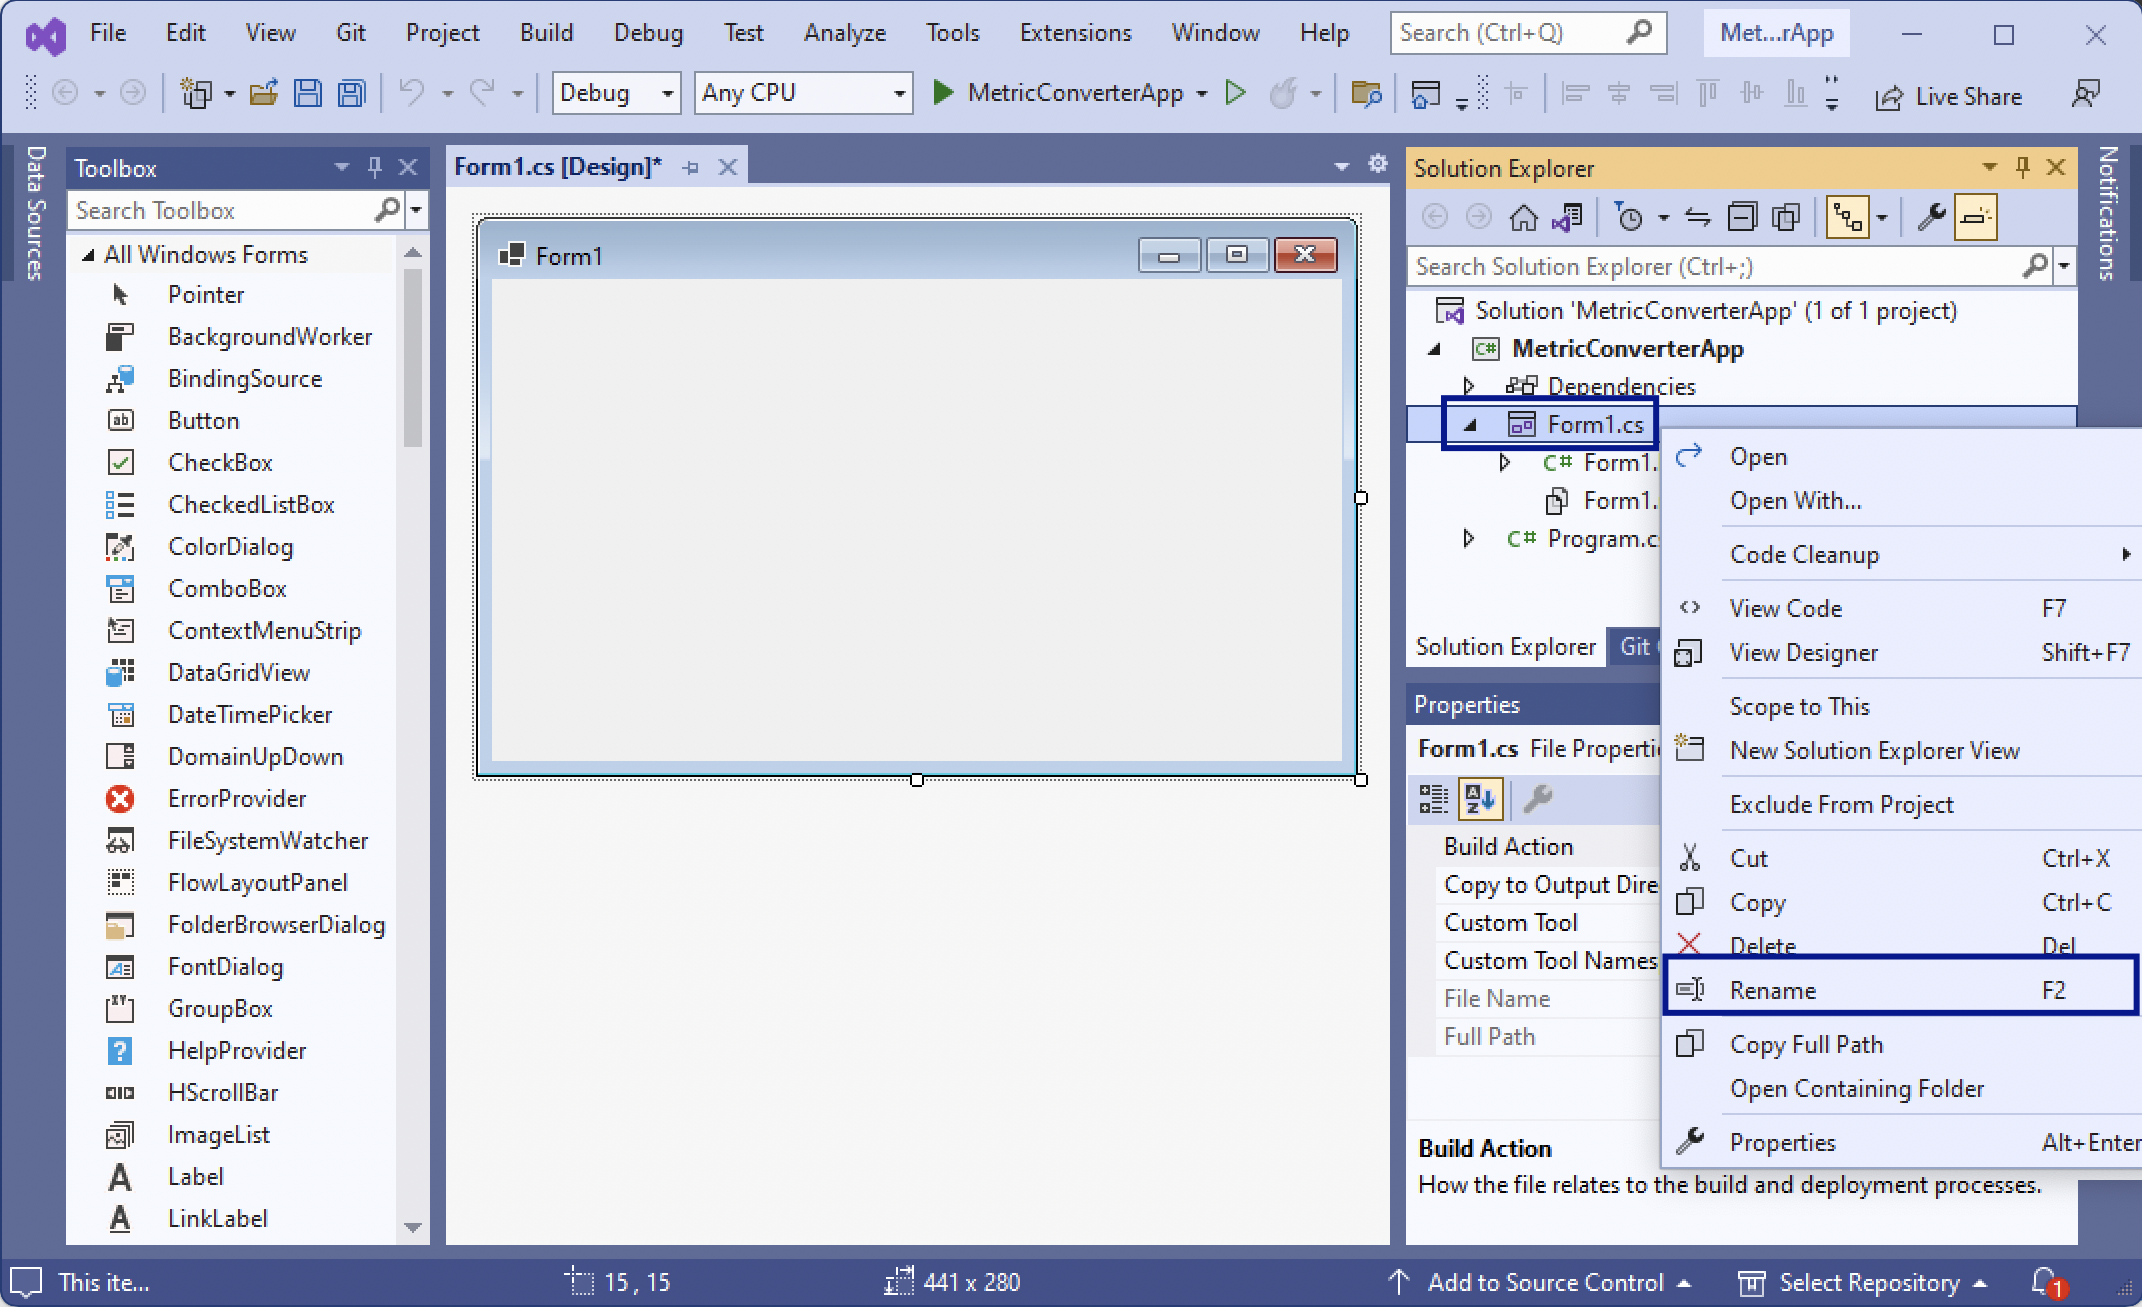 File Edit View Git Project Build Debug Test Analyze Tools Extensions Window Help Search (Ctrl+Q) Met...rApp
Debug Any CPU MetricConverterApp Live Share
Data Sources
Toolbox
Search Toolbox
All Windows Forms
Pointer
BackgroundWorker
BindingSource
Button
CheckBox
CheckedListBox
ColorDialog
ComboBox
ContextMenuStrip
DataGridView
DateTimePicker
DomainUpDown
ErrorProvider
FileSystemWatcher
FlowLayoutPanel
FolderBrowserDialog
FontDialog
GroupBox
HelpProvider
HScrollBar
ImageList
Label
LinkLabel
Form1.cs [Design]*
Form1
Solution Explorer
Search Solution Explorer (Ctrl+;)
Solution 'MetricConverterApp' (1 of 1 project)
C# MetricConverterApp
Dependencies
Form1.cs
C# Form1.
Form1.
C# Program.c
Solution Explorer Git
Properties
Form1.cs File Properti
Build Action
Copy to Output Dire
Custom Tool
Custom Tool Names
File Name
Full Path
Build Action
How the file relates to the build and deployment processes.
Open
Open With...
Code Cleanup
View Code F7
View Designer Shift+F7
Scope to This
New Solution Explorer View
Exclude From Project
Cut Ctrl+X
Copy Ctrl+C
Delete Del
Rename F2
Copy Full Path
Open Containing Folder
Properties Alt+Enter
Notifications
This ite... 15 , 15 441 x 280 Add to Source Control Select Repository 1